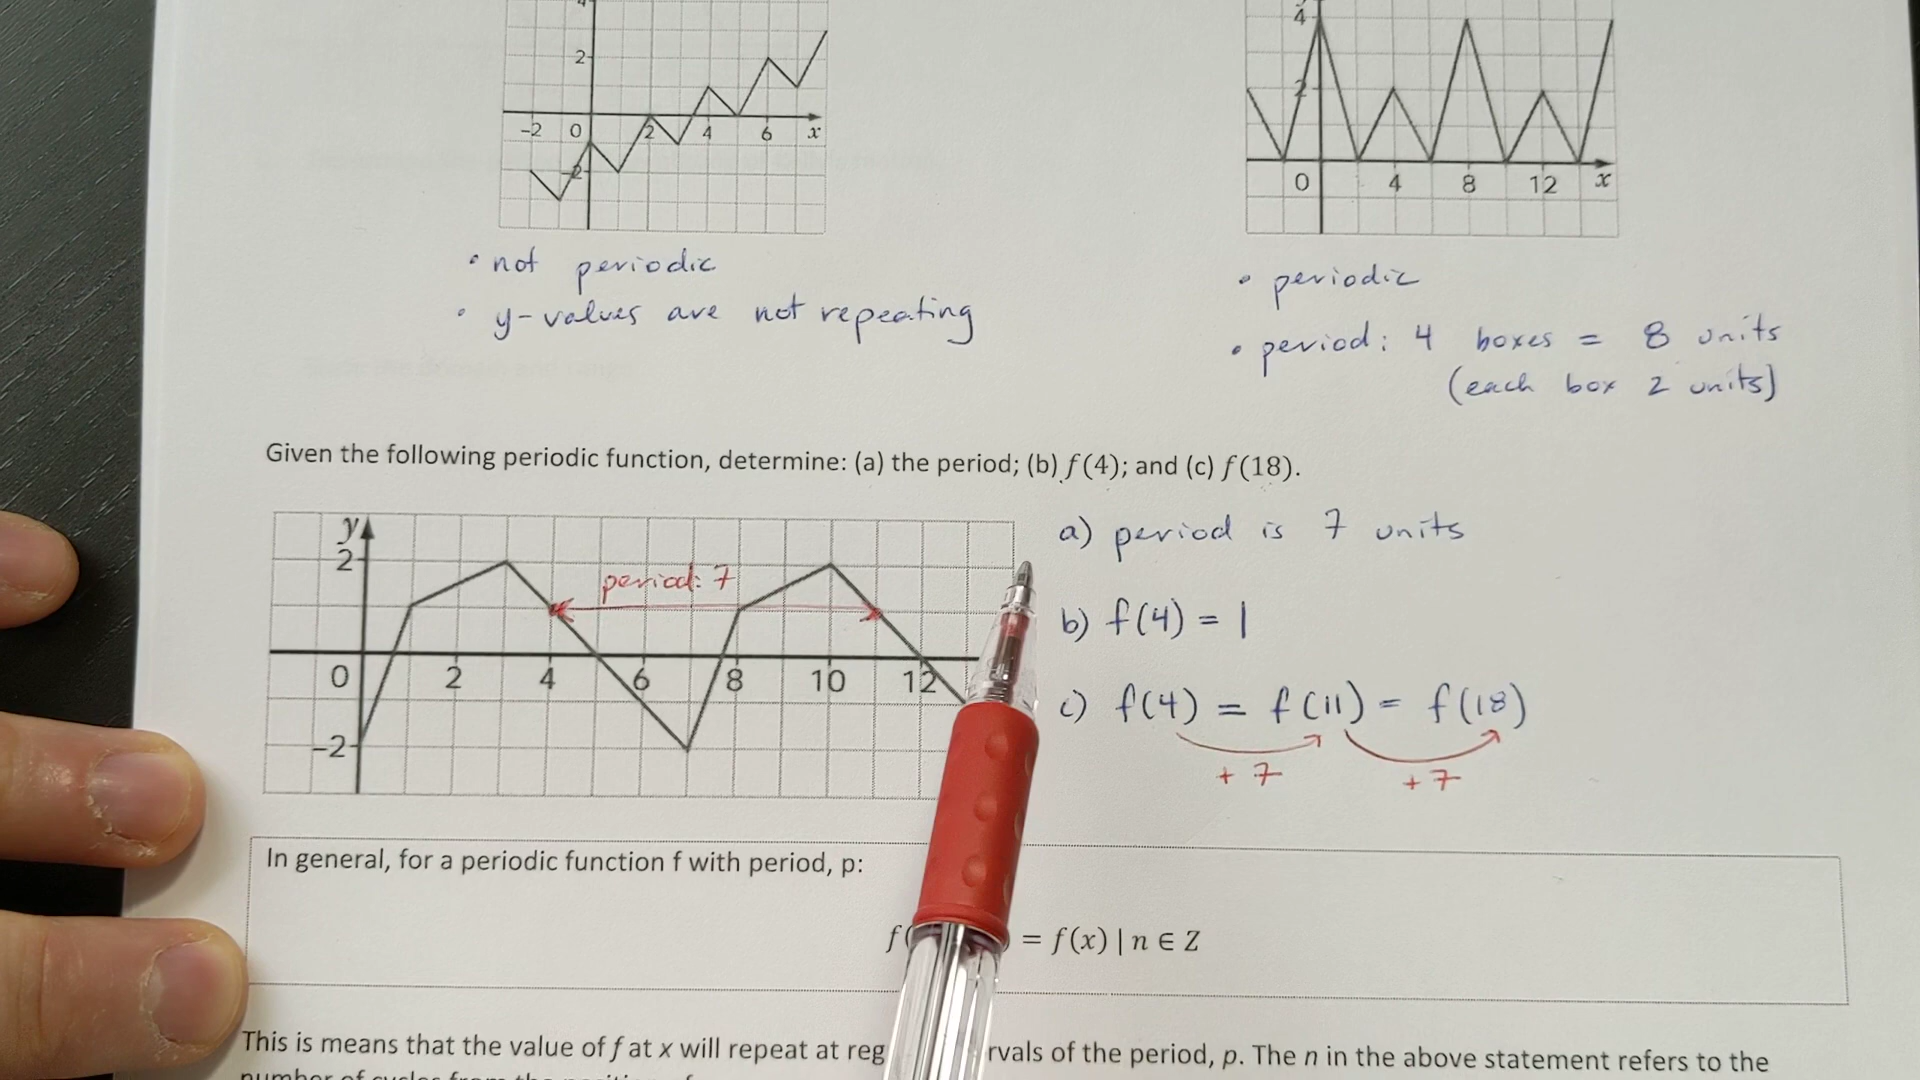 4
2
-2 0 2 4 6 x
-2
4
2
0 4 8 12 x
• not periodic
• y-values are not repeating
• periodic
• period: 4 boxes = 8 units
(each box 2 units)
Given the following periodic function, determine: (a) the period; (b) f(4); and (c) f(18).
y
2
period: 7
0 2 4 6 8 10 12
-2
a) period is 7 units
b) f(4) = 1
c) f(4) = f(11) = f(18)
+ 7 + 7
In general, for a periodic function f with period, p:
f( ) = f(x) | n ∈ Z
This is means that the value of f at x will repeat at reg rvals of the period, p. The n in the above statement refers to the